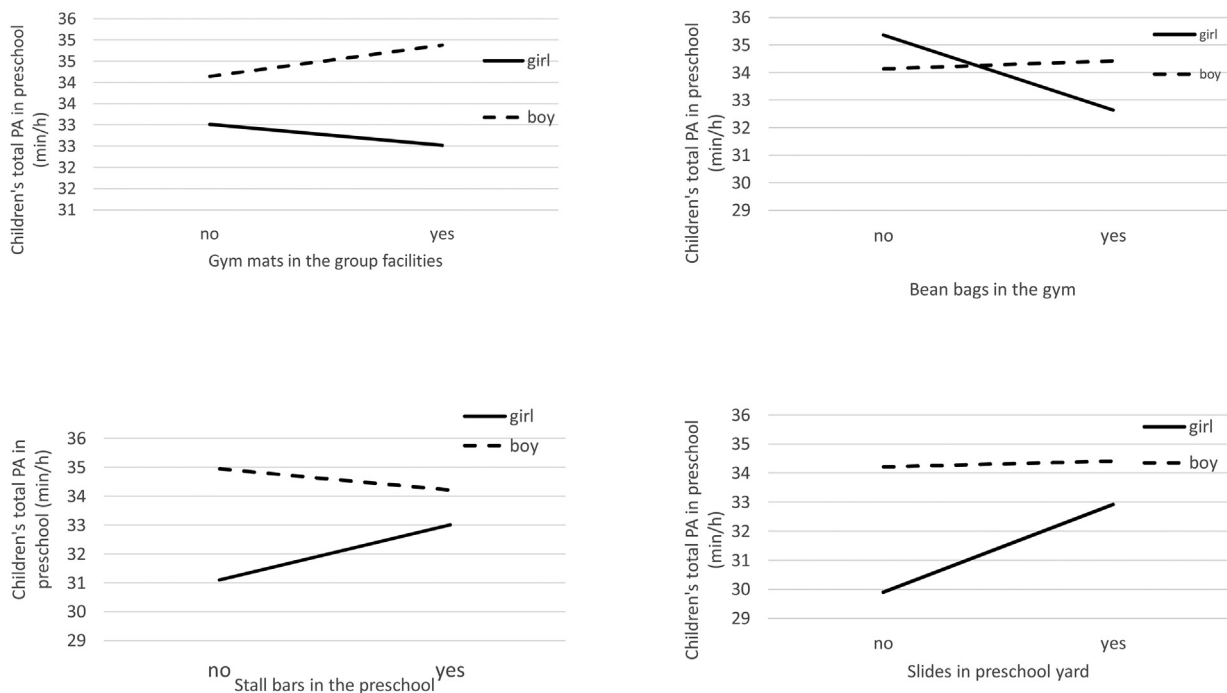 36
35
35
34
34
33
33
32
32
31
Children's total PA in preschool
(min/h)
girl
boy
no yes
Gym mats in the group facilities
36
35
34
33
32
31
30
29
Children's total PA in preschool
(min/h)
girl
boy
no yes
Bean bags in the gym
36
35
34
33
32
31
30
29
Children's total PA in
preschool (min/h)
girl
boy
no yes
Stall bars in the preschool
36
35
34
33
32
31
30
29
Children's total PA in preschool
(min/h)
girl
boy
no yes
Slides in preschool yard